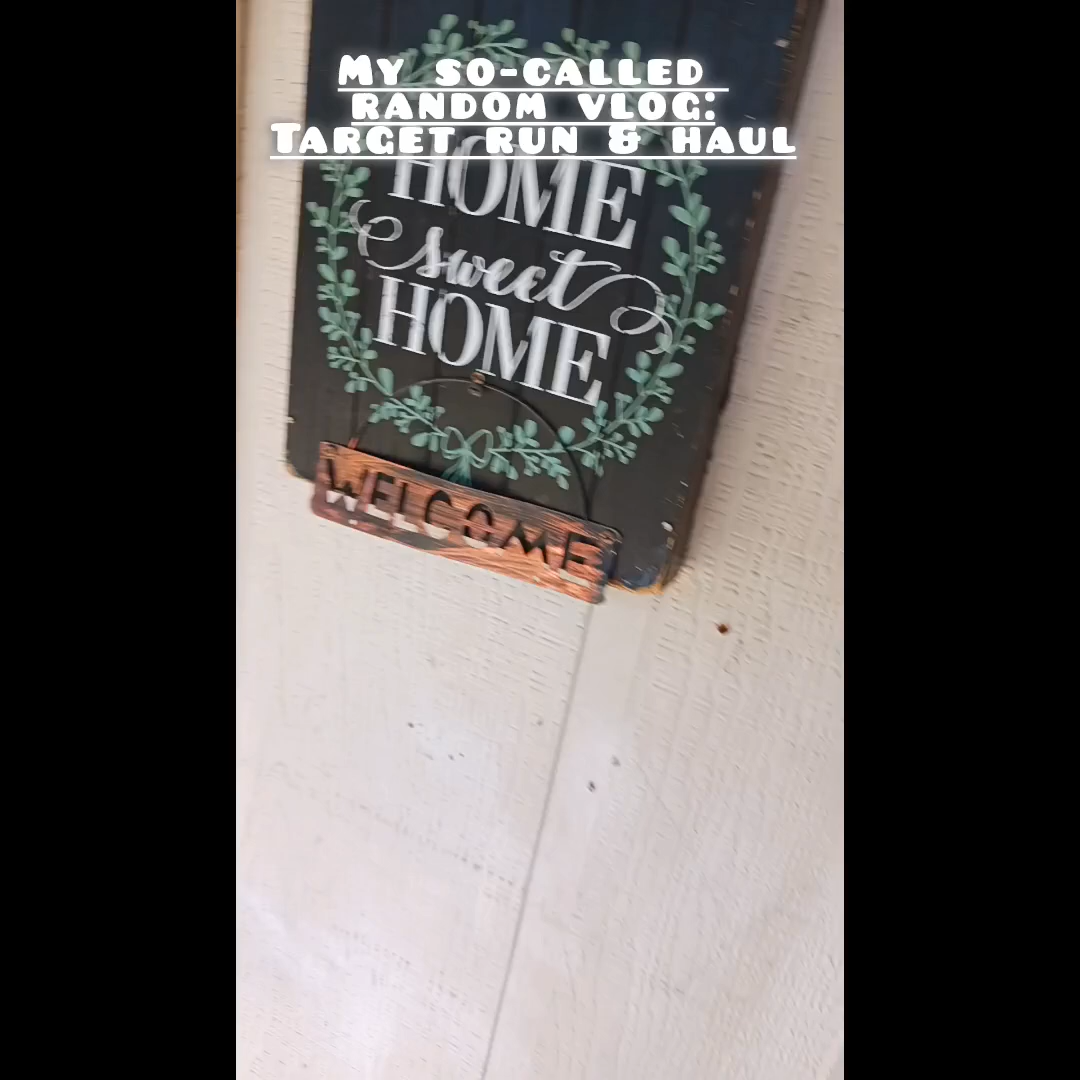 My so-called
random vlog:
Target run & haul
HOME
sweet
HOME
WELCOME